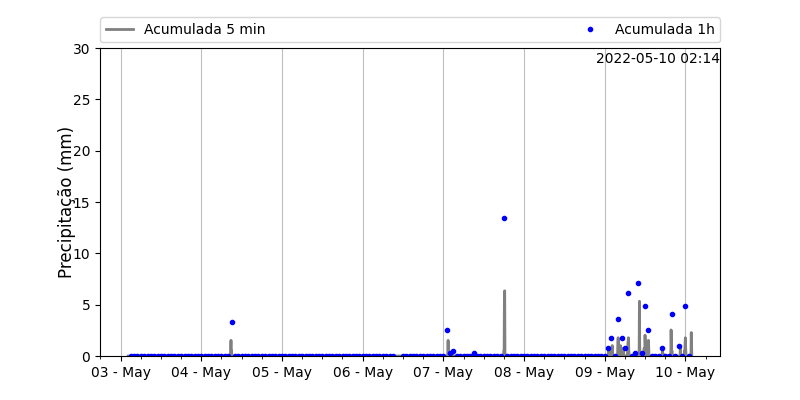 Acumulada 5 min
Acumulada 1h
2022-05-10 02:14
Precipitação (mm)
30
25
20
15
10
5
0
03 - May
04 - May
05 - May
06 - May
07 - May
08 - May
09 - May
10 - May